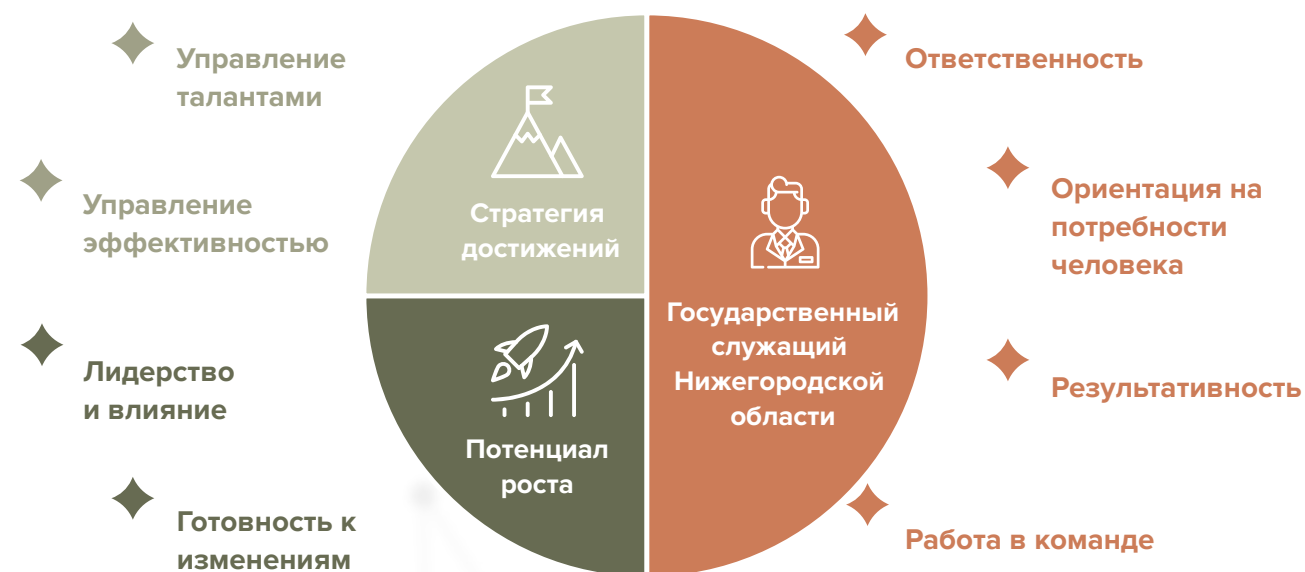 Управление
талантами
Управление
эффективностью
Лидерство
и влияние
Готовность к
изменениям
Стратегия
достижений
Потенциал
роста
Государственный
служащий
Нижегородской
области
Ответственность
Ориентация на
потребности
человека
Результативность
Работа в команде